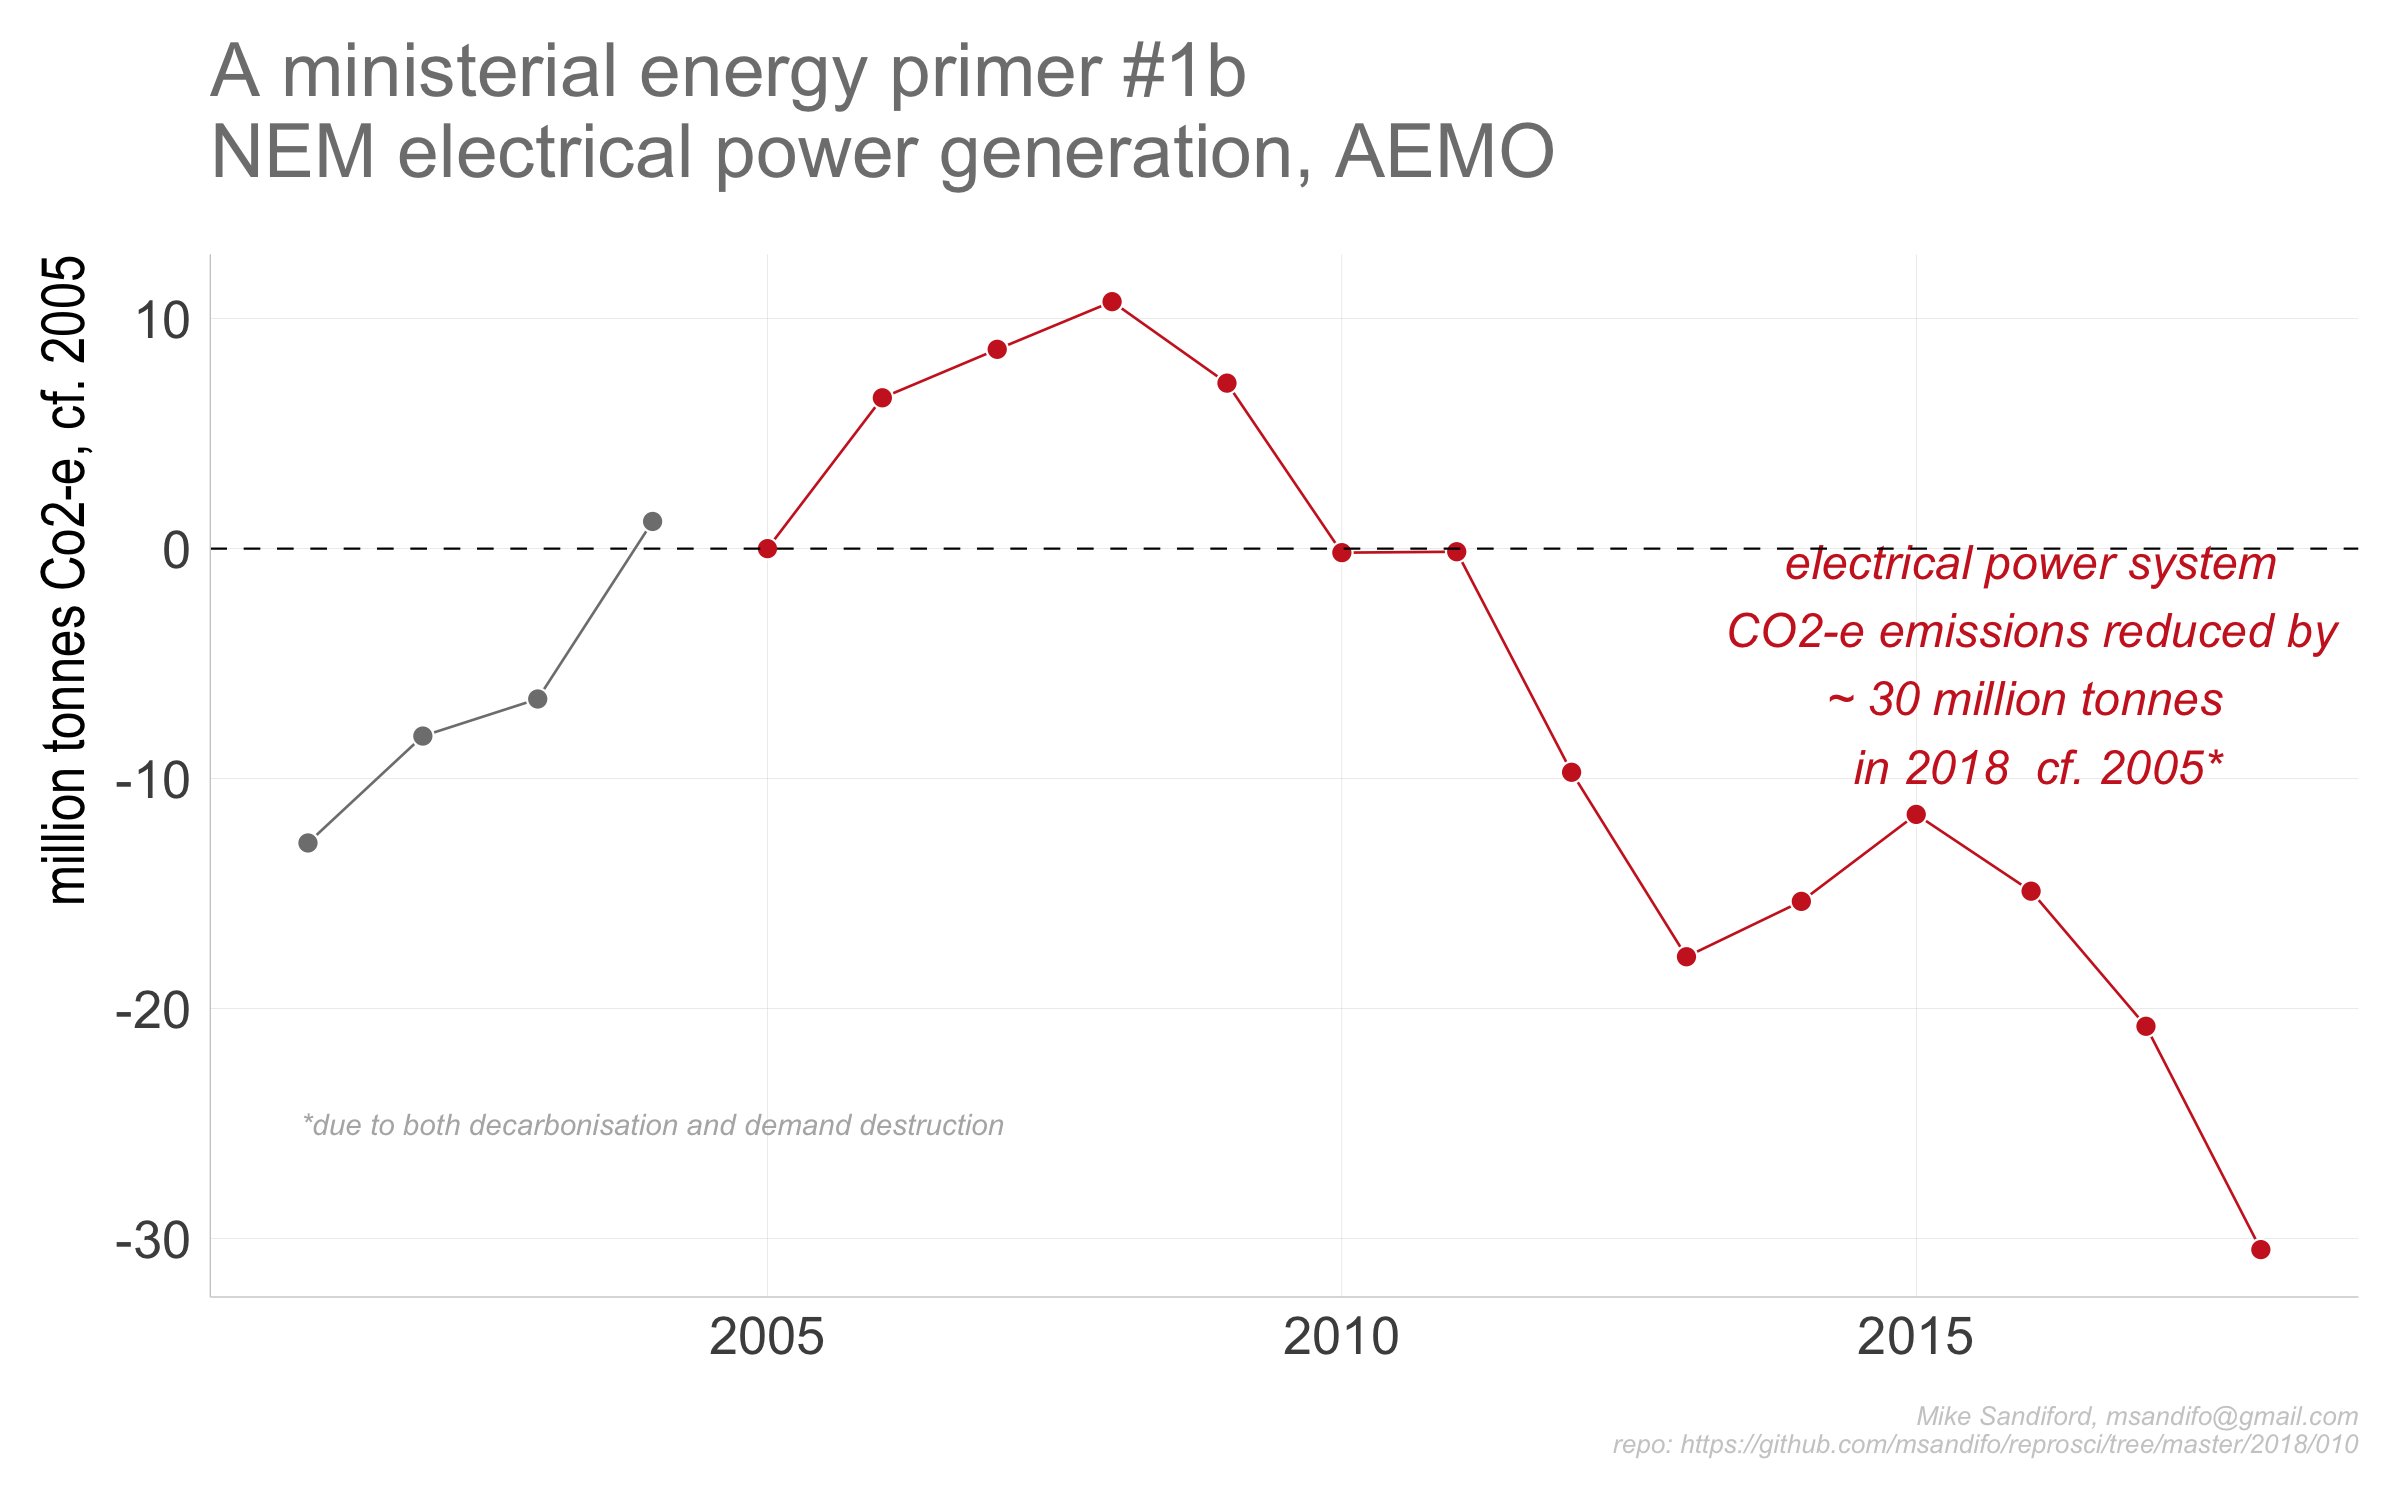 A ministerial energy primer #1b
NEM electrical power generation, AEMO
million tonnes Co2-e, cf. 2005
10
0
-10
-20
-30
electrical power system
CO2-e emissions reduced by
~ 30 million tonnes
in 2018  cf. 2005*
*due to both decarbonisation and demand destruction
2005
2010
2015
Mike Sandiford, msandifo@gmail.com
repo: https://github.com/msandifo/reprosci/tree/master/2018/010